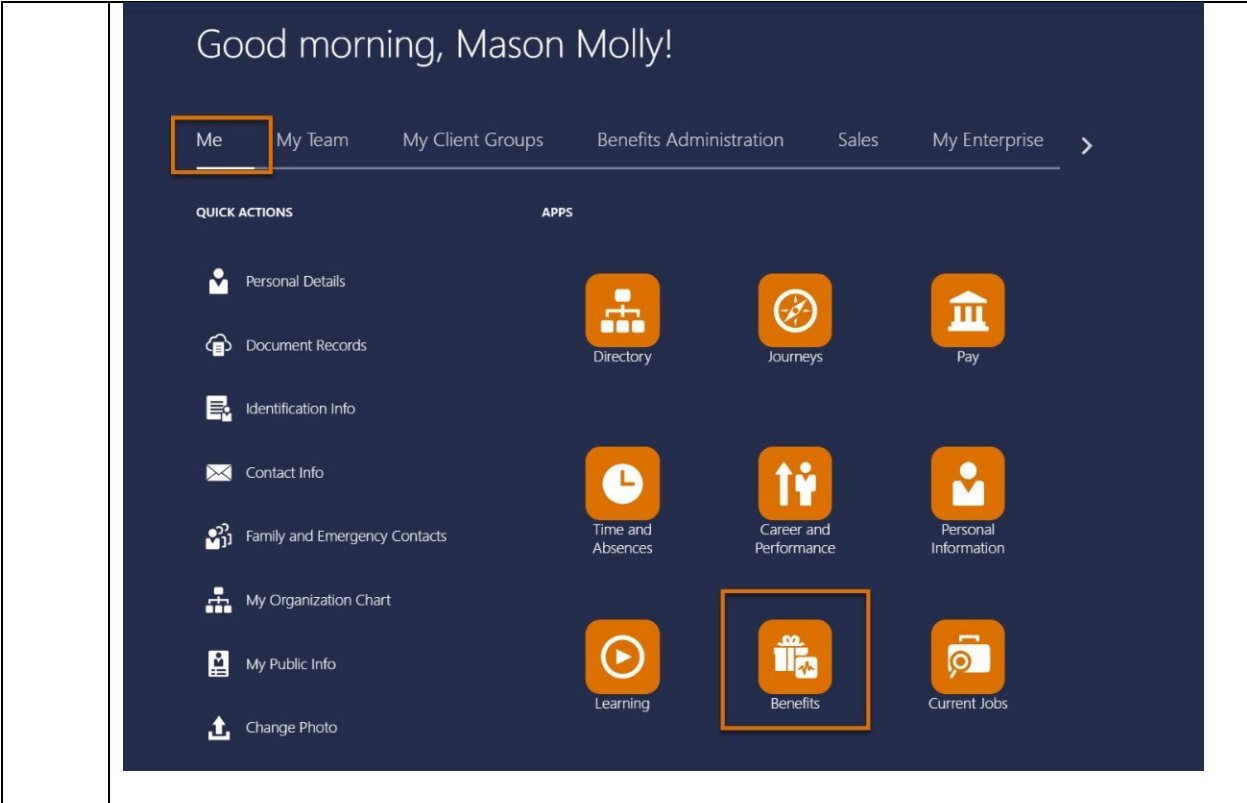 Good morning, Mason Molly!
Me My Team My Client Groups Benefits Administration Sales My Enterprise
QUICK ACTIONS
Personal Details
Document Records
Identification Info
Contact Info
Family and Emergency Contacts
My Organization Chart
My Public Info
Change Photo
APPS
Directory
Journeys
Pay
Time and
Absences
Career and
Performance
Personal
Information
Learning
Benefits
Current Jobs